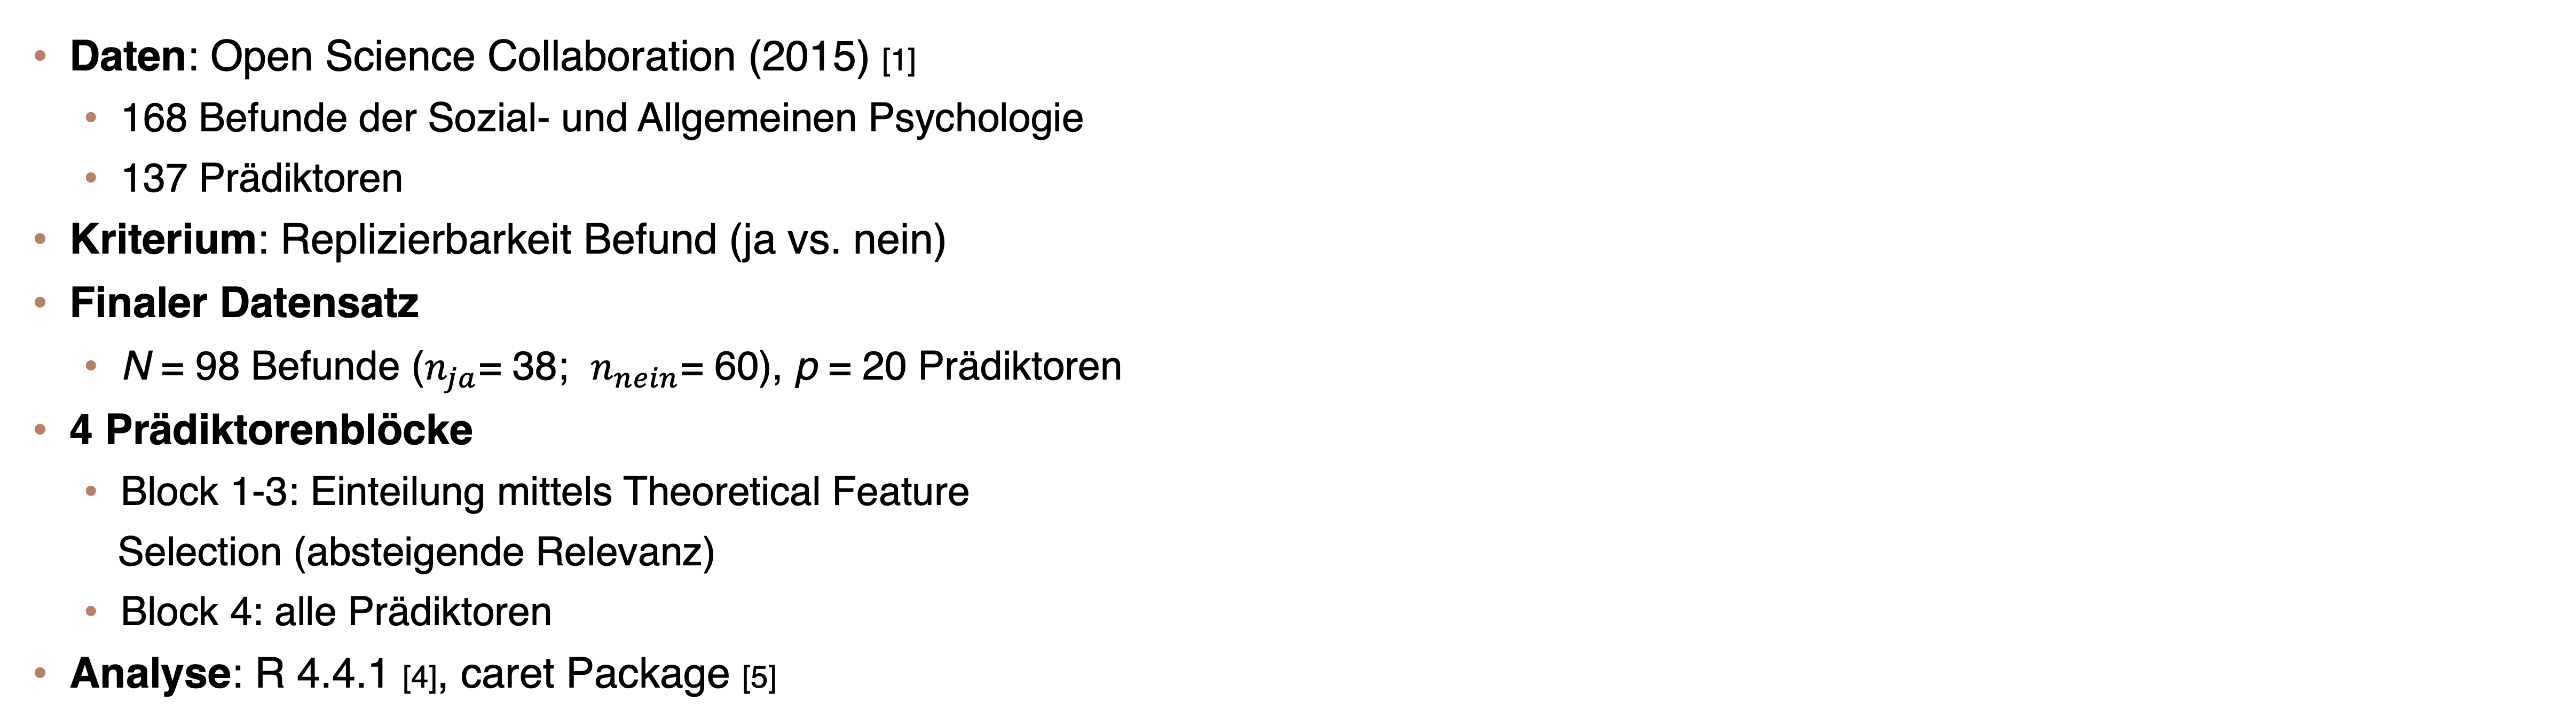 • Daten: Open Science Collaboration (2015) [1]
• 168 Befunde der Sozial- und Allgemeinen Psychologie
• 137 Prädiktoren
• Kriterium: Replizierbarkeit Befund (ja vs. nein)
• Finaler Datensatz
• N = 98 Befunde (n_ja = 38; n_nein = 60), p = 20 Prädiktoren
• 4 Prädiktorenblöcke
• Block 1-3: Einteilung mittels Theoretical Feature
Selection (absteigende Relevanz)
• Block 4: alle Prädiktoren
• Analyse: R 4.4.1 [4], caret Package [5]